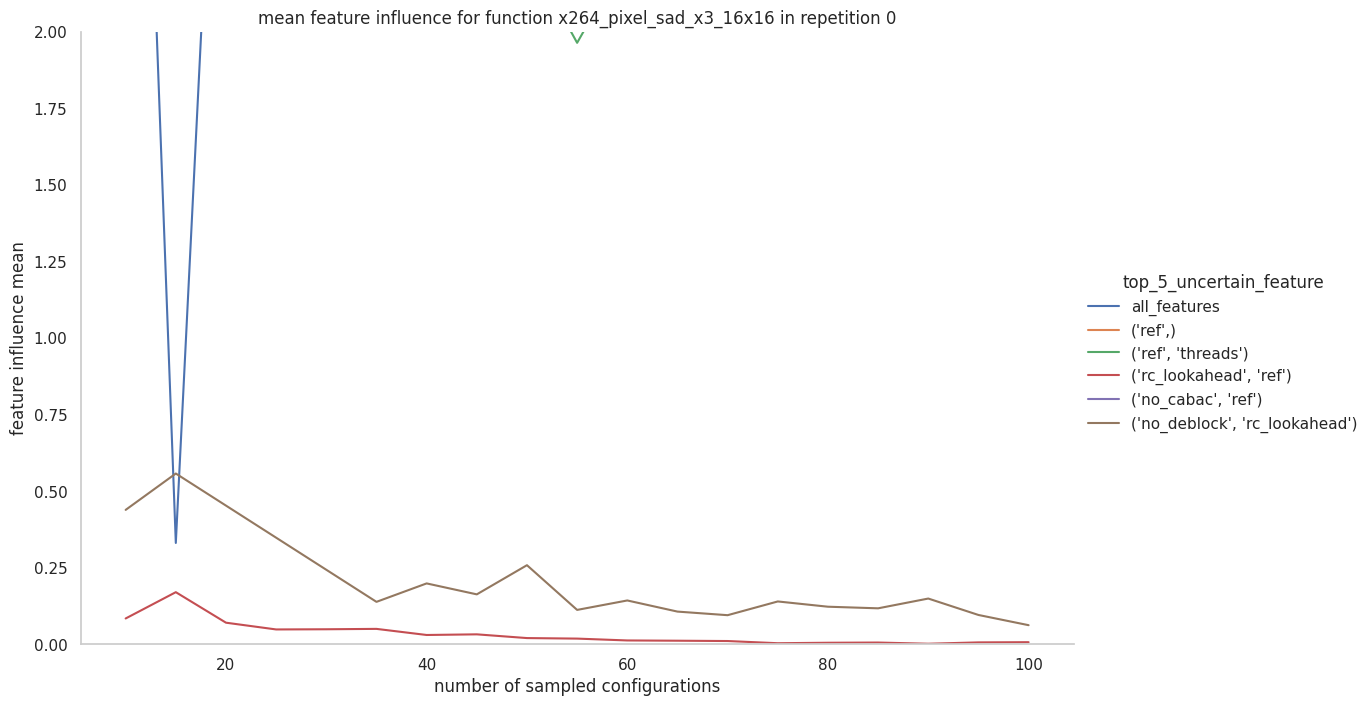 mean feature influence for function x264_pixel_sad_x3_16x16 in repetition 0
2.00
1.75
1.50
1.25
1.00
0.75
0.50
0.25
0.00
feature influence mean
20
40
60
80
100
number of sampled configurations
top_5_uncertain_feature
all_features
('ref',)
('ref', 'threads')
('rc_lookahead', 'ref')
('no_cabac', 'ref')
('no_deblock', 'rc_lookahead')